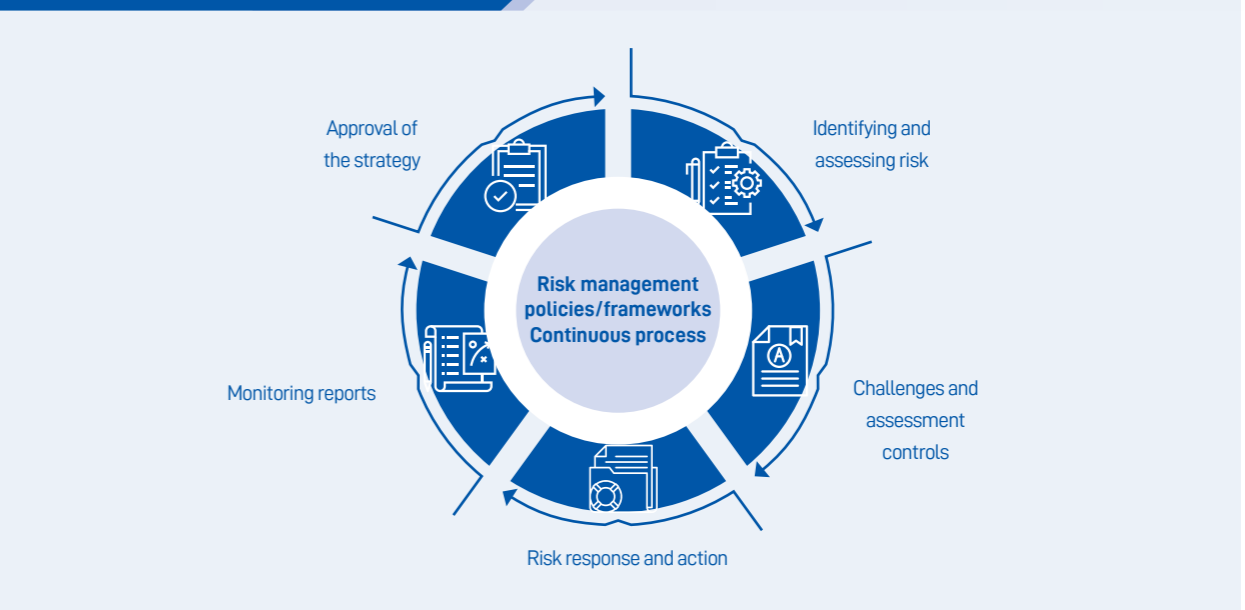 Approval of
the strategy
Identifying and
assessing risk
Risk management
policies/frameworks
Continuous process
A
Monitoring reports
Challenges and
assessment
controls
Risk response and action